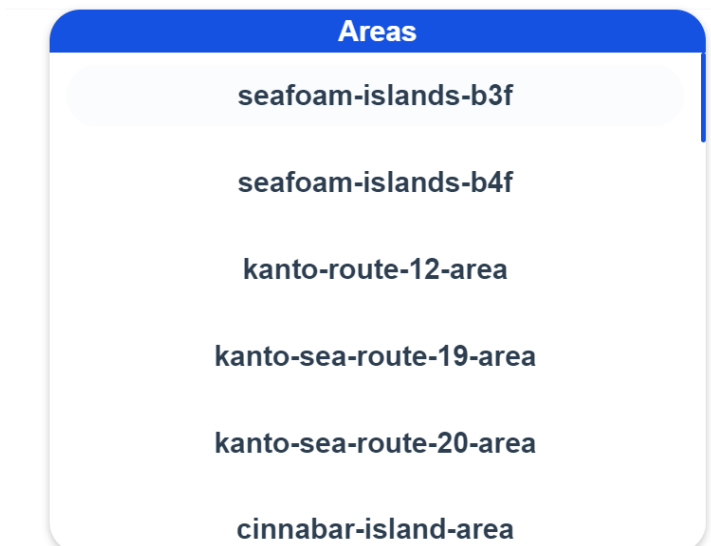 Areas
seafoam-islands-b3f
seafoam-islands-b4f
kanto-route-12-area
kanto-sea-route-19-area
kanto-sea-route-20-area
cinnabar-island-area